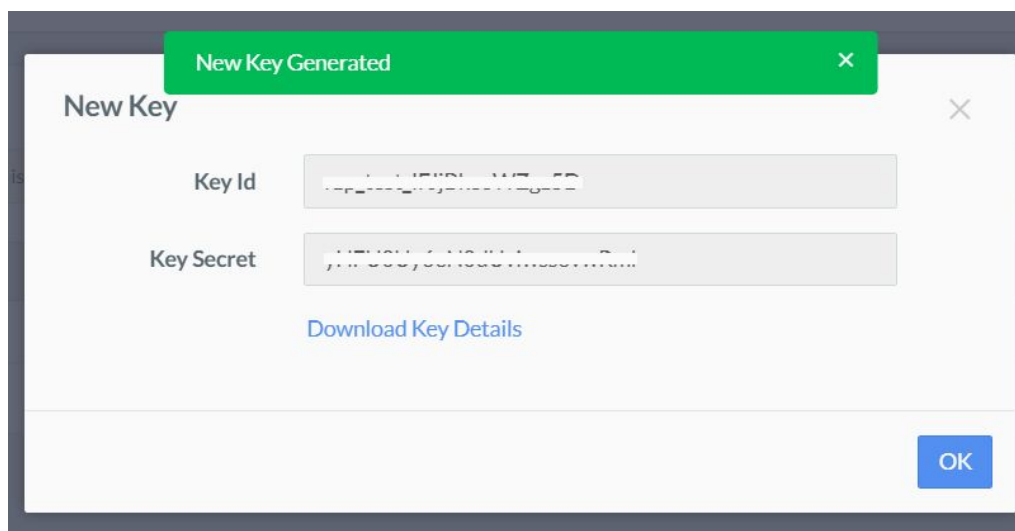 New Key Generated
New Key
Key Id
Key Secret
Download Key Details
OK